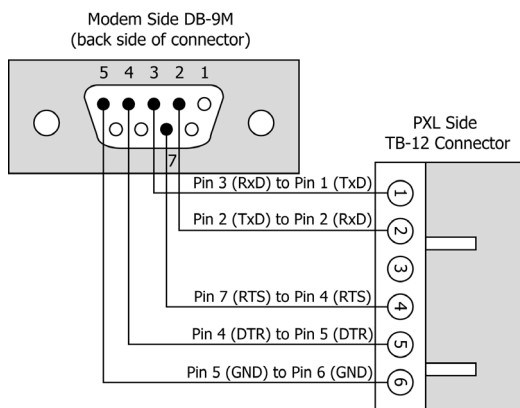 Modem Side DB-9M
(back side of connector)
5 4 3 2 1
7
PXL Side
TB-12 Connector
Pin 3 (RxD) to Pin 1 (TxD)
1
Pin 2 (TxD) to Pin 2 (RxD)
2
3
Pin 7 (RTS) to Pin 4 (RTS)
4
Pin 4 (DTR) to Pin 5 (DTR)
5
Pin 5 (GND) to Pin 6 (GND)
6